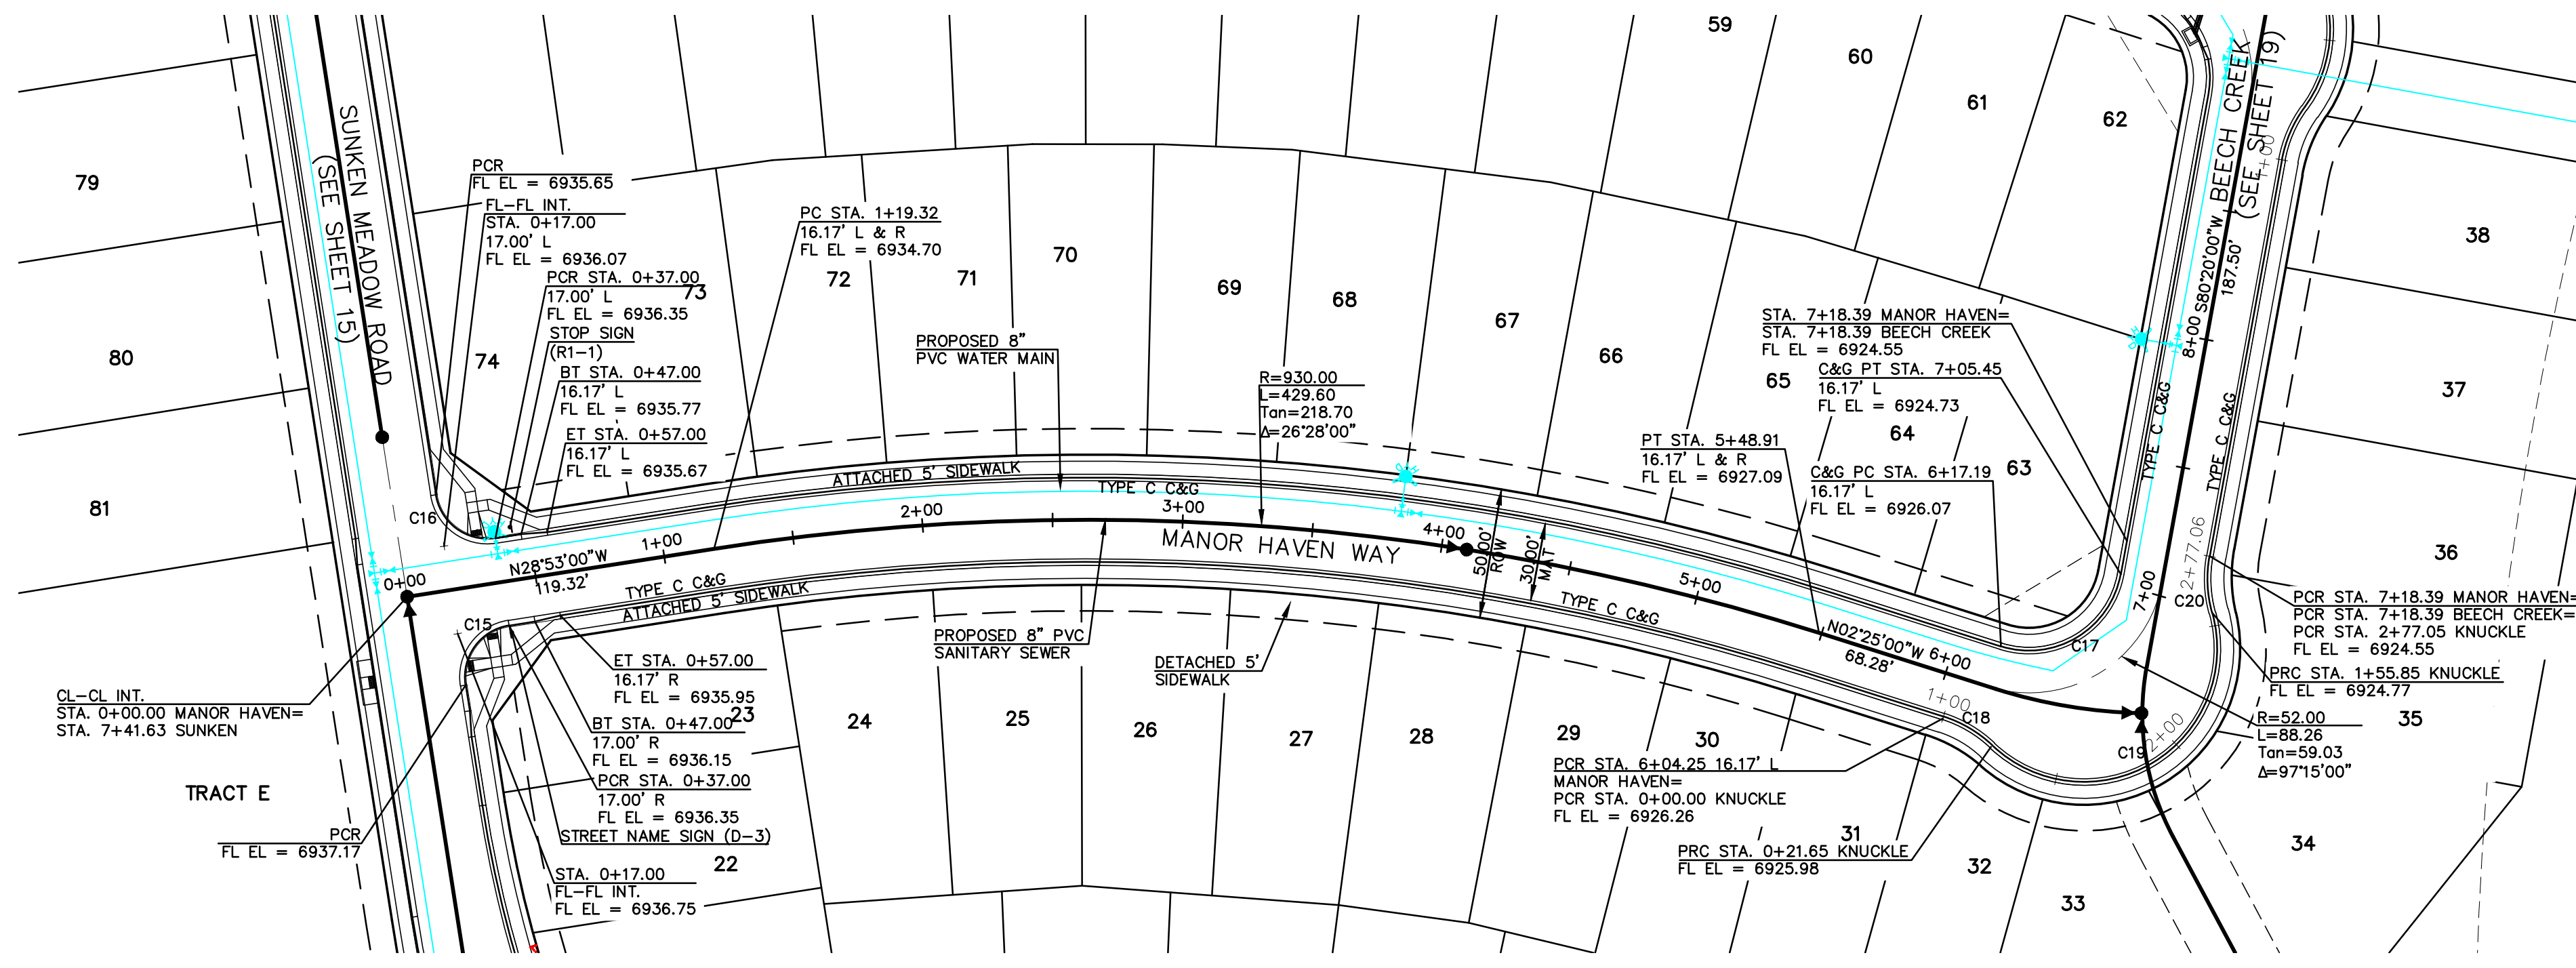 79
80
81
TRACT E
SUNKEN MEADOW ROAD
(SEE SHEET 15)
PCR
FL EL = 6935.65
FL-FL INT.
STA. 0+17.00
17.00' L
FL EL = 6936.07
PCR STA. 0+37.00
17.00' L
FL EL = 6936.35
STOP SIGN
(R1-1)
BT STA. 0+47.00
16.17' L
FL EL = 6935.77
ET STA. 0+57.00
16.17' L
FL EL = 6935.67
74
73
72
71
70
69
68
67
66
65
64
63
62
61
60
59
PC STA. 1+19.32
16.17' L & R
FL EL = 6934.70
PROPOSED 8"
PVC WATER MAIN
R=930.00
L=429.60
Tan=218.70
Δ=26°28'00"
STA. 7+18.39 MANOR HAVEN=
STA. 7+18.39 BEECH CREEK
FL EL = 6924.55
C&G PT STA. 7+05.45
16.17' L
FL EL = 6924.73
PT STA. 5+48.91
16.17' L & R
FL EL = 6927.09
C&G PC STA. 6+17.19
16.17' L
FL EL = 6926.07
BEECH CREEK
(SEE SHEET 19)
1+00
S80°20'00"W
187.50'
8+00
TYPE C C&G
TYPE C C&G
2+77.06
7+00
C20
C17
38
37
36
35
34
33
32
31
30
29
28
27
26
25
24
23
22
C16
ATTACHED 5' SIDEWALK
TYPE C C&G
0+00
N28°53'00"W
119.32'
1+00
2+00
3+00
4+00
5+00
6+00
MANOR HAVEN WAY
50.00'
ROW
30.00'
MAT
N02°25'00"W
68.28'
TYPE C C&G
ATTACHED 5' SIDEWALK
TYPE C C&G
C15
PROPOSED 8" PVC
SANITARY SEWER
DETACHED 5'
SIDEWALK
1+00
C18
C19
2+00
CL-CL INT.
STA. 0+00.00 MANOR HAVEN=
STA. 7+41.63 SUNKEN
ET STA. 0+57.00
16.17' R
FL EL = 6935.95
BT STA. 0+47.00
17.00' R
FL EL = 6936.15
PCR STA. 0+37.00
17.00' R
FL EL = 6936.35
STREET NAME SIGN (D-3)
STA. 0+17.00
FL-FL INT.
FL EL = 6936.75
PCR
FL EL = 6937.17
PCR STA. 6+04.25 16.17' L
MANOR HAVEN=
PCR STA. 0+00.00 KNUCKLE
FL EL = 6926.26
PRC STA. 0+21.65 KNUCKLE
FL EL = 6925.98
PCR STA. 7+18.39 MANOR HAVEN=
PCR STA. 7+18.39 BEECH CREEK=
PCR STA. 2+77.05 KNUCKLE
FL EL = 6924.55
PRC STA. 1+55.85 KNUCKLE
FL EL = 6924.77
R=52.00
L=88.26
Tan=59.03
Δ=97°15'00"